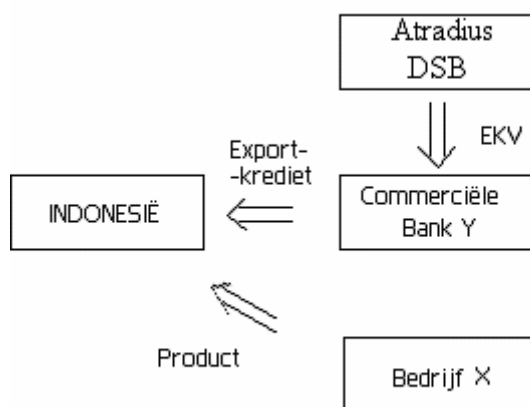 Atradius
DSB
EKV
Export-
-krediet
INDONESIË
Commerciële
Bank Y
Product
Bedrijf X